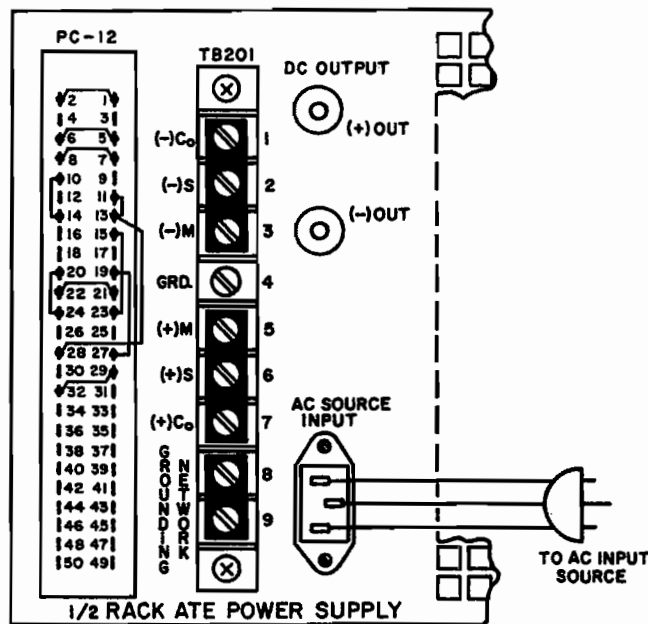 PC-12
2 1
4 3
6 5
8 7
10 9
12 11
14 13
16 15
18 17
20 19
22 21
24 23
26 25
28 27
30 29
32 31
34 33
36 35
38 37
40 39
42 41
44 43
46 45
48 47
50 49
TB201
(-)Co 1
(-)S 2
(-)M 3
GRD. 4
(+)M 5
(+)S 6
(+)Co 7
8
9
GROUNDING
NETWORK
DC OUTPUT
(+) OUT
(-) OUT
AC SOURCE
INPUT
TO AC INPUT
SOURCE
1/2 RACK ATE POWER SUPPLY